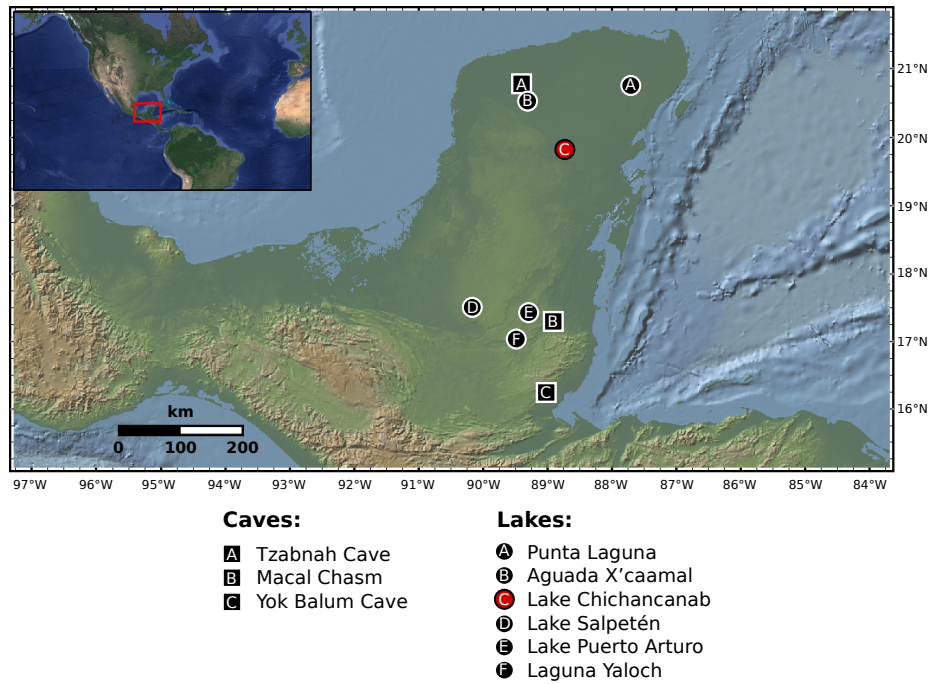 A
B
A
C
D
E
B
F
C
km
0 100 200
21°N
20°N
19°N
18°N
17°N
16°N
97°W 96°W 95°W 94°W 93°W 92°W 91°W 90°W 89°W 88°W 87°W 86°W 85°W 84°W
Caves:
A Tzabnah Cave
B Macal Chasm
C Yok Balum Cave
Lakes:
A Punta Laguna
B Aguada X’caamal
C Lake Chichancanab
D Lake Salpetén
E Lake Puerto Arturo
F Laguna Yaloch